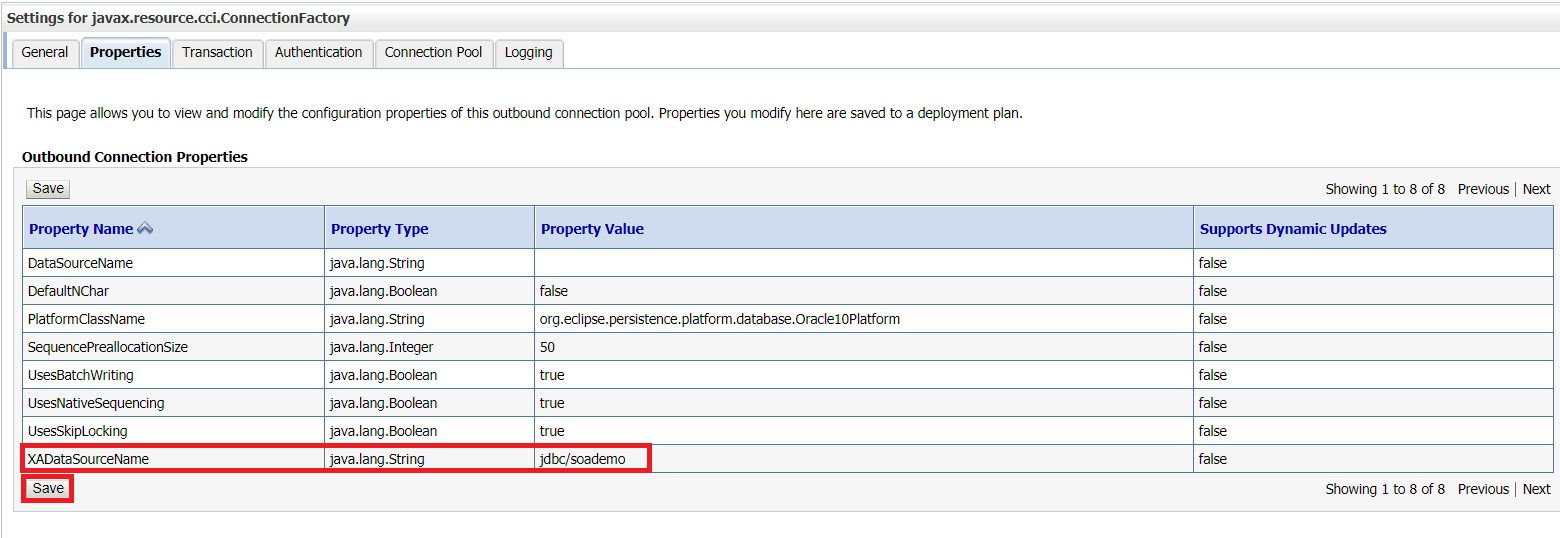 Settings for javax.resource.cci.ConnectionFactory
General Properties Transaction Authentication Connection Pool Logging
This page allows you to view and modify the configuration properties of this outbound connection pool. Properties you modify here are saved to a deployment plan.
Outbound Connection Properties
Save Showing 1 to 8 of 8 Previous | Next
Property Name Property Type Property Value Supports Dynamic Updates
DataSourceName java.lang.String false
DefaultNChar java.lang.Boolean false false
PlatformClassName java.lang.String org.eclipse.persistence.platform.database.Oracle10Platform false
SequencePreallocationSize java.lang.Integer 50 false
UsesBatchWriting java.lang.Boolean true false
UsesNativeSequencing java.lang.Boolean true false
UsesSkipLocking java.lang.Boolean true false
XADataSourceName java.lang.String jdbc/soademo false
Save Showing 1 to 8 of 8 Previous | Next